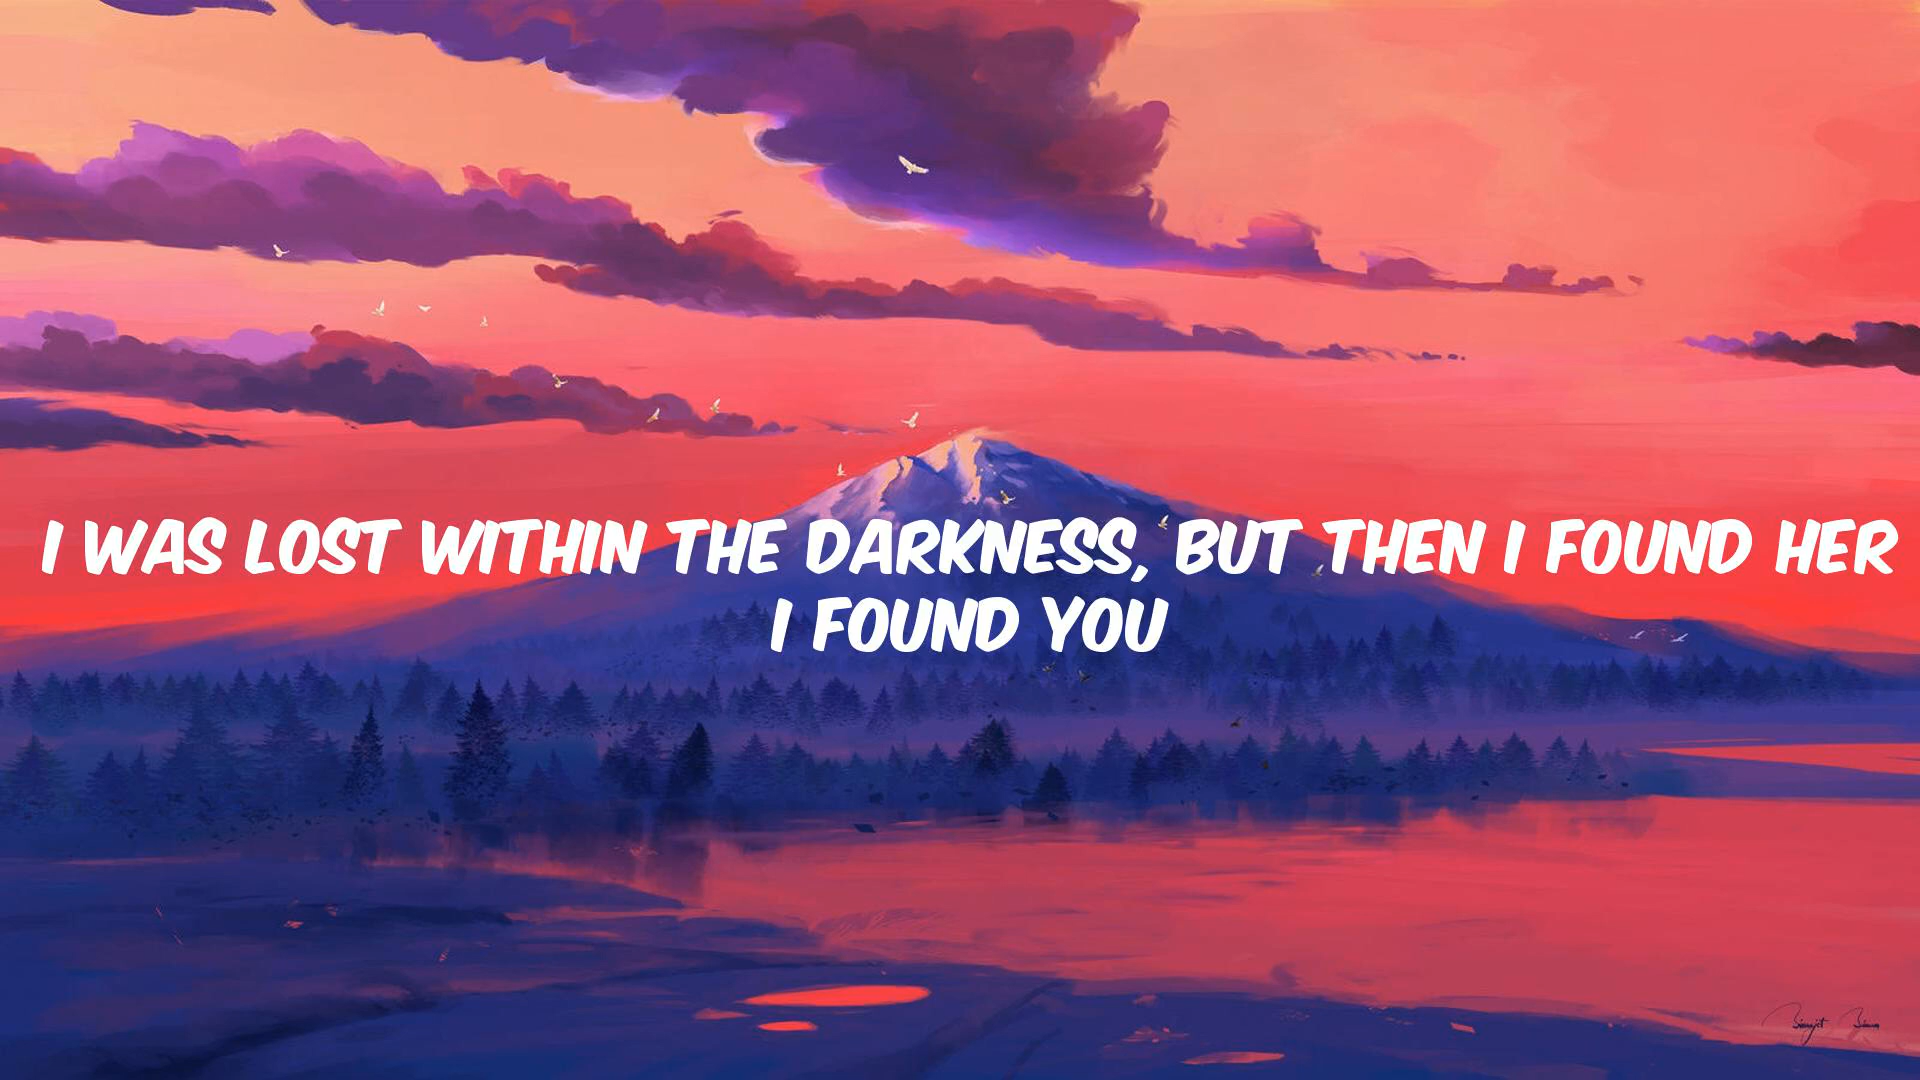 I WAS LOST WITHIN THE DARKNESS, BUT THEN I FOUND HER
I FOUND YOU